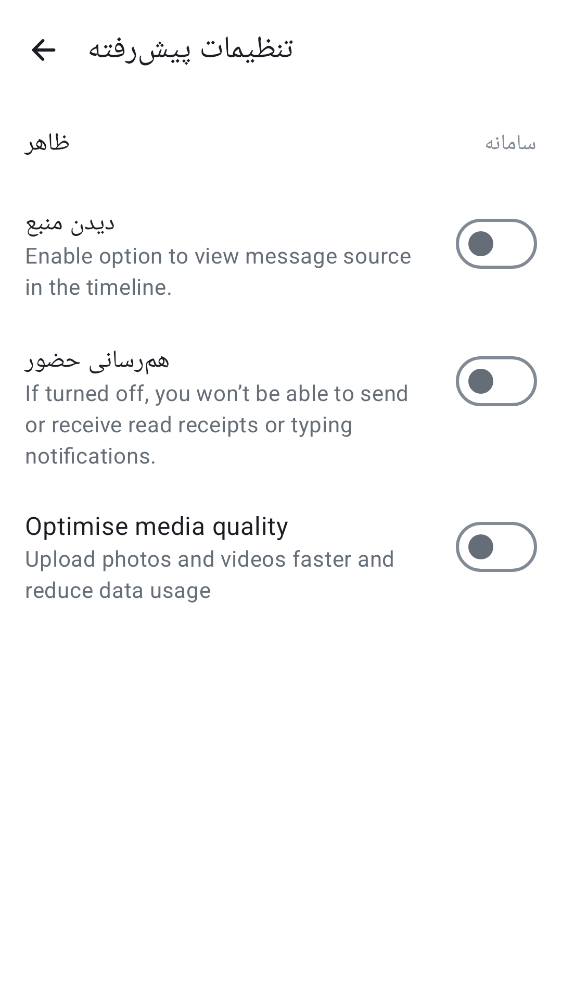 تنظیمات پیش‌رفته
ظاهر
سامانه
دیدن منبع
Enable option to view message source
in the timeline.
هم‌رسانی حضور
If turned off, you won’t be able to send
or receive read receipts or typing
notifications.
Optimise media quality
Upload photos and videos faster and
reduce data usage